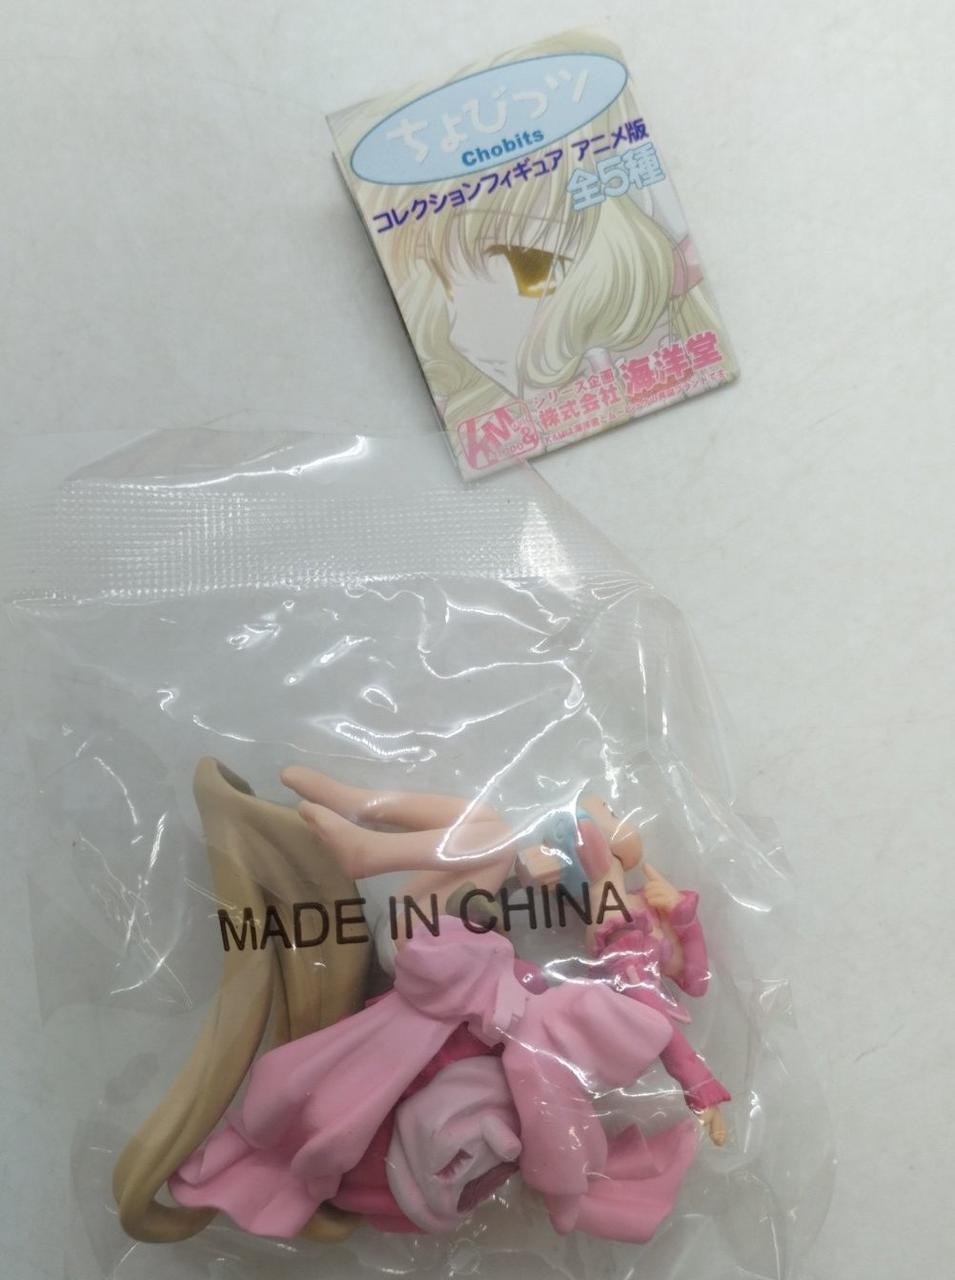 ちょびっツ
Chobits
コレクションフィギュア アニメ版
全5種
シリーズ企画
株式会社 海洋堂
MADE IN CHINA